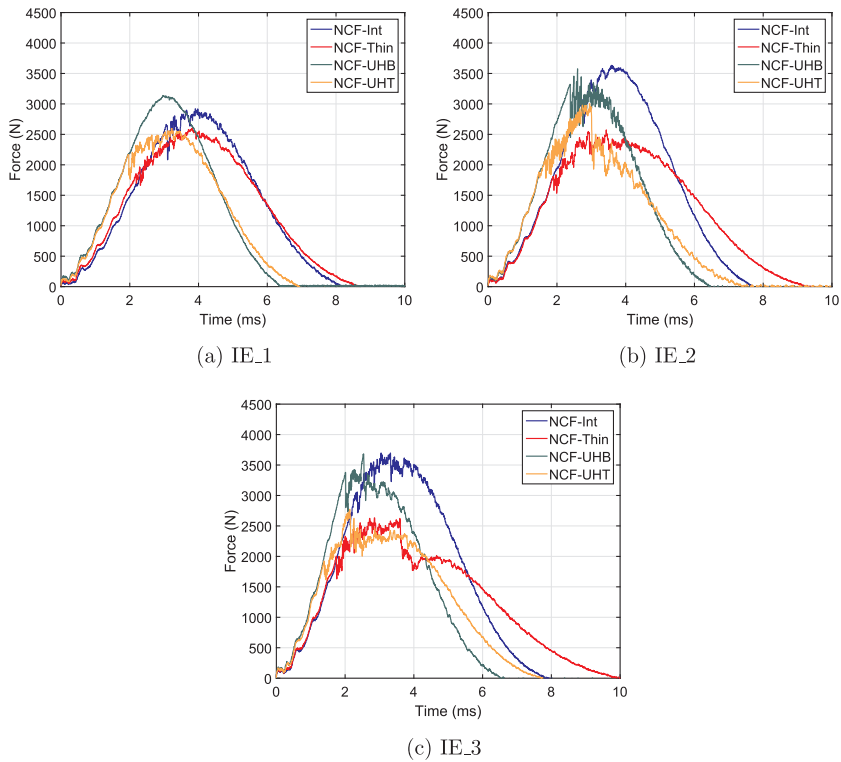 4500
4000
3500
3000
2500
2000
1500
1000
500
0
Force (N)
0 2 4 6 8 10
Time (ms)
NCF-Int
NCF-Thin
NCF-UHB
NCF-UHT
(a) IE_1
4500
4000
3500
3000
2500
2000
1500
1000
500
0
Force (N)
0 2 4 6 8 10
Time (ms)
NCF-Int
NCF-Thin
NCF-UHB
NCF-UHT
(b) IE_2
4500
4000
3500
3000
2500
2000
1500
1000
500
0
Force (N)
0 2 4 6 8 10
Time (ms)
NCF-Int
NCF-Thin
NCF-UHB
NCF-UHT
(c) IE_3